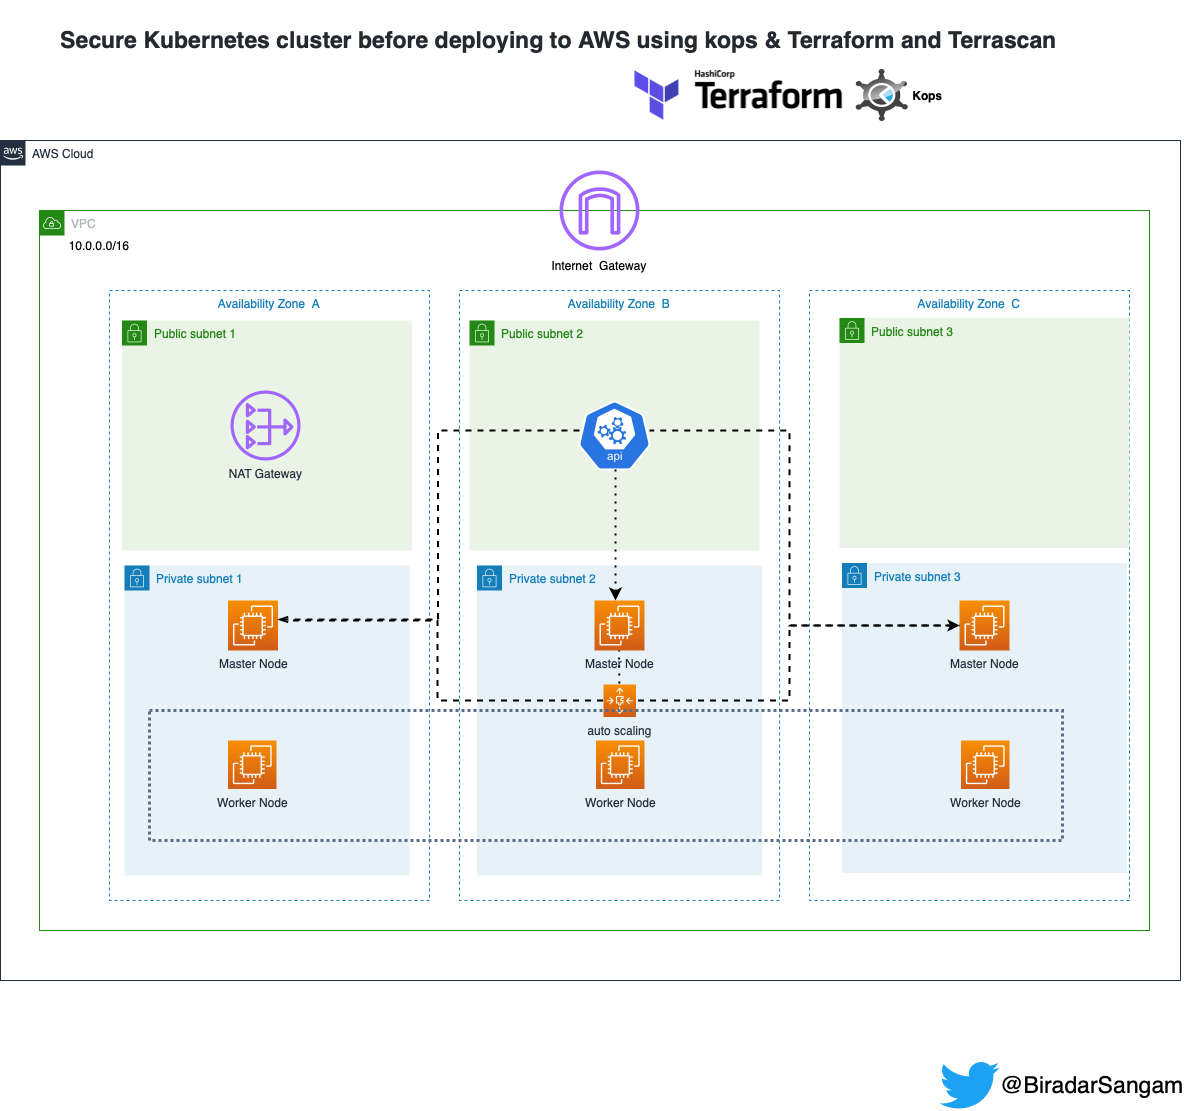 Secure Kubernetes cluster before deploying to AWS using kops & Terraform and Terrascan
HashiCorp
Terraform
Kops
aws
AWS Cloud
VPC
10.0.0.0/16
Internet Gateway
Availability Zone A
Availability Zone B
Availability Zone C
Public subnet 1
Public subnet 2
Public subnet 3
api
NAT Gateway
Private subnet 1
Private subnet 2
Private subnet 3
Master Node
Master Node
Master Node
auto scaling
Worker Node
Worker Node
Worker Node
@BiradarSangam